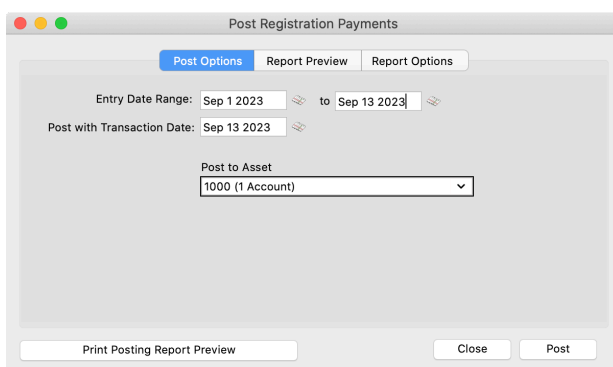 Post Registration Payments
Post Options Report Preview Report Options
Entry Date Range: Sep 1 2023 to Sep 13 2023
Post with Transaction Date: Sep 13 2023
Post to Asset
1000 (1 Account)
Print Posting Report Preview Close Post